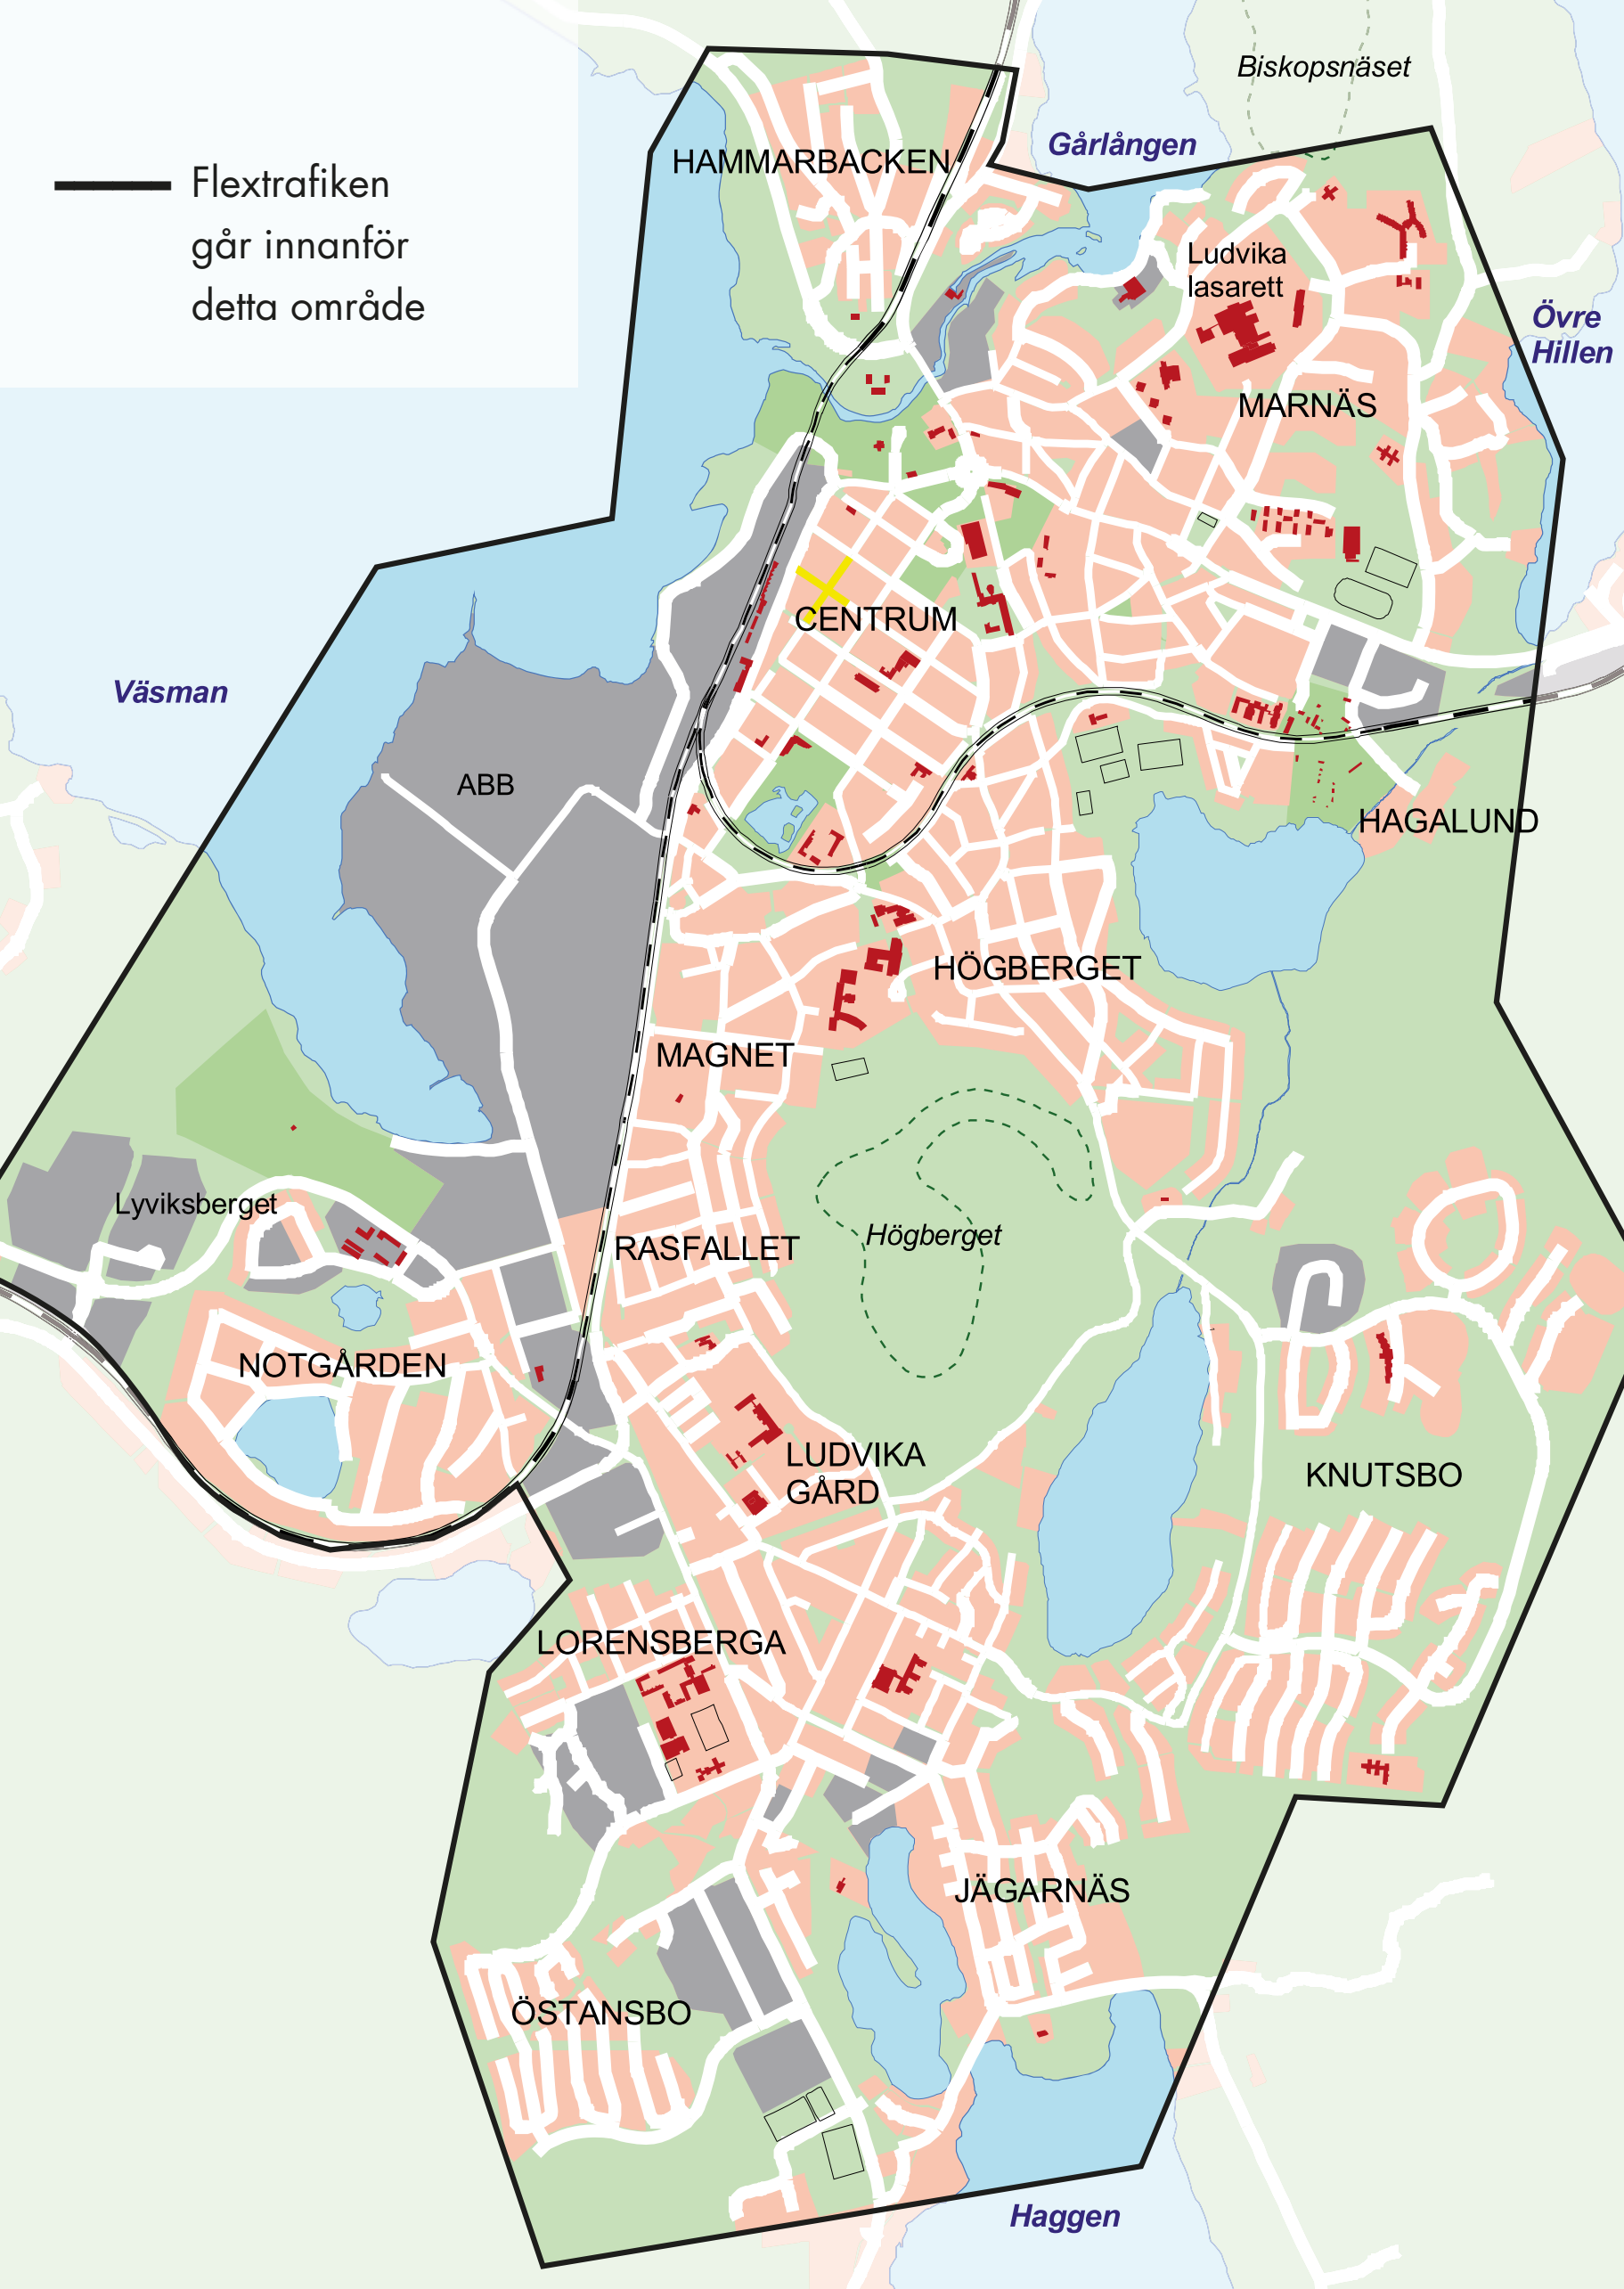 Flextrafiken
går innanför
detta område
Biskopsnäset
Gårlången
HAMMARBACKEN
Ludvika
lasarett
Övre
Hillen
MARNÄS
CENTRUM
Väsman
ABB
HAGALUND
HÖGBERGET
MAGNET
Lyviksberget
Högberget
RASFALLET
NOTGÅRDEN
LUDVIKA
GÅRD
KNUTSBO
LORENSBERGA
JÄGARNÄS
ÖSTANSBO
Haggen